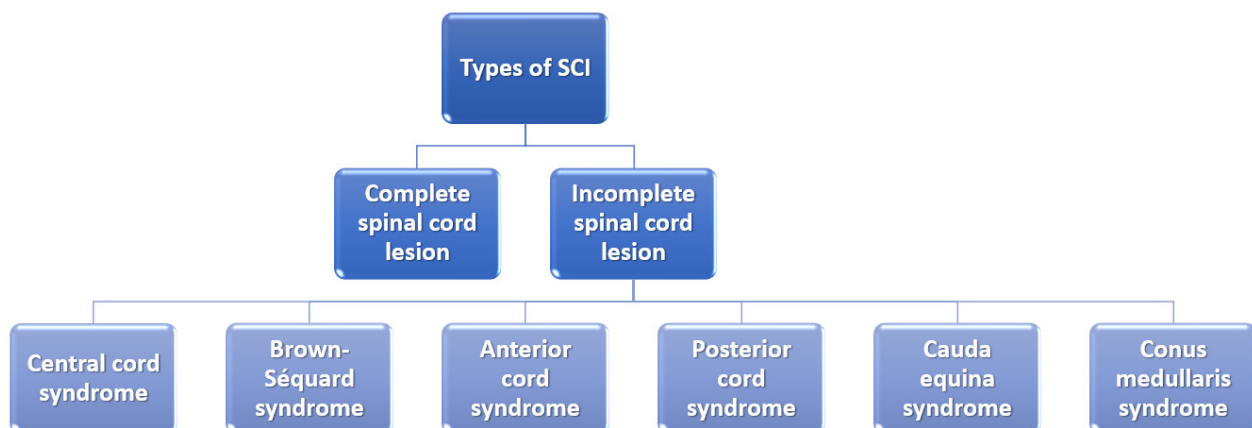 Types of SCI
Complete
spinal cord
lesion
Incomplete
spinal cord
lesion
Central cord
syndrome
Brown-
Séquard
syndrome
Anterior
cord
syndrome
Posterior
cord
syndrome
Cauda
equina
syndrome
Conus
medullaris
syndrome